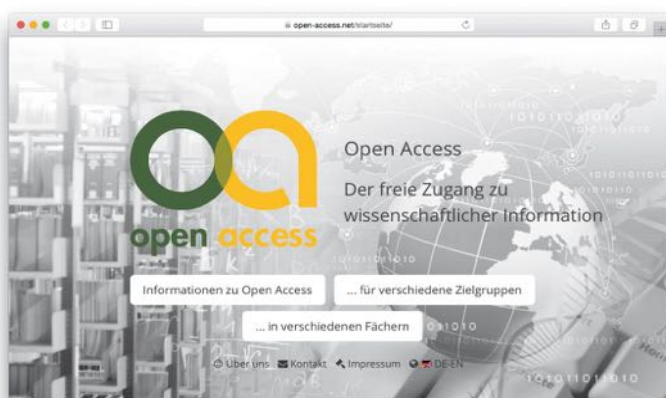 open-access.net/startseite/
open access
Open Access
Der freie Zugang zu
wissenschaftlicher Information
Informationen zu Open Access
... für verschiedene Zielgruppen
... in verschiedenen Fächern
Über uns Kontakt Impressum DE-EN